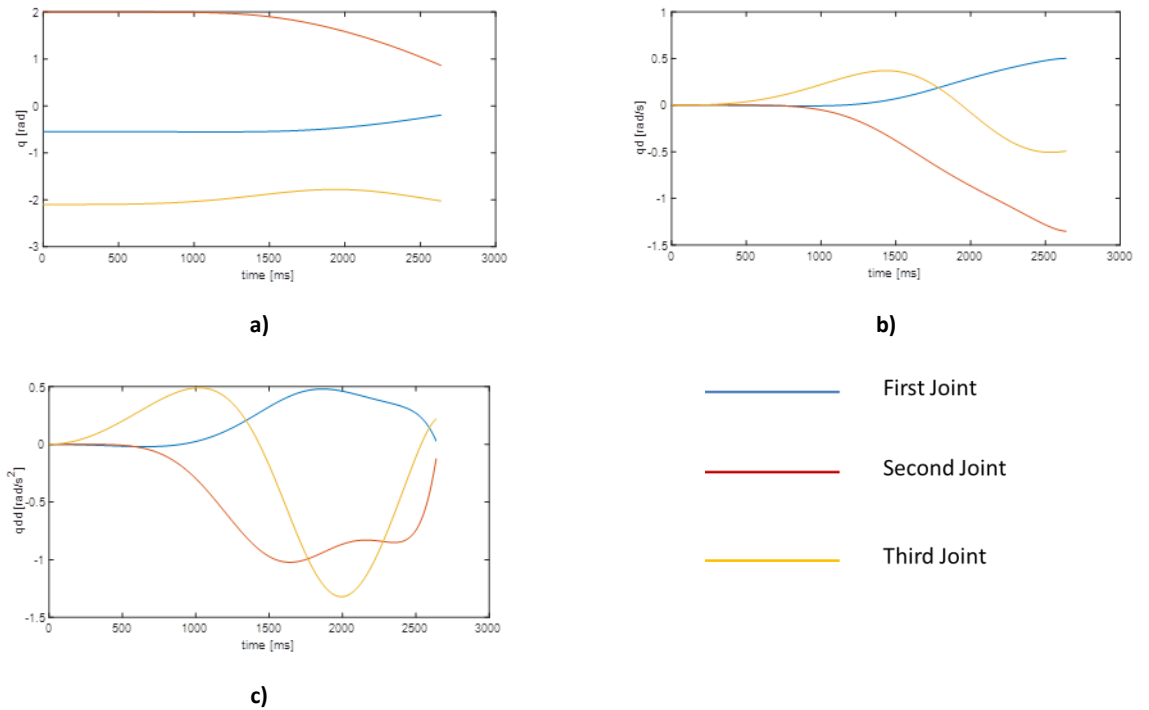 2
1
0
-1
-2
-3
q [rad]
0 500 1000 1500 2000 2500 3000
time [ms]
a)
1
0.5
0
-0.5
-1
-1.5
qd [rad/s]
0 500 1000 1500 2000 2500 3000
time [ms]
b)
0.5
0
-0.5
-1
-1.5
qdd [rad/s²]
0 500 1000 1500 2000 2500 3000
time [ms]
c)
First Joint
Second Joint
Third Joint